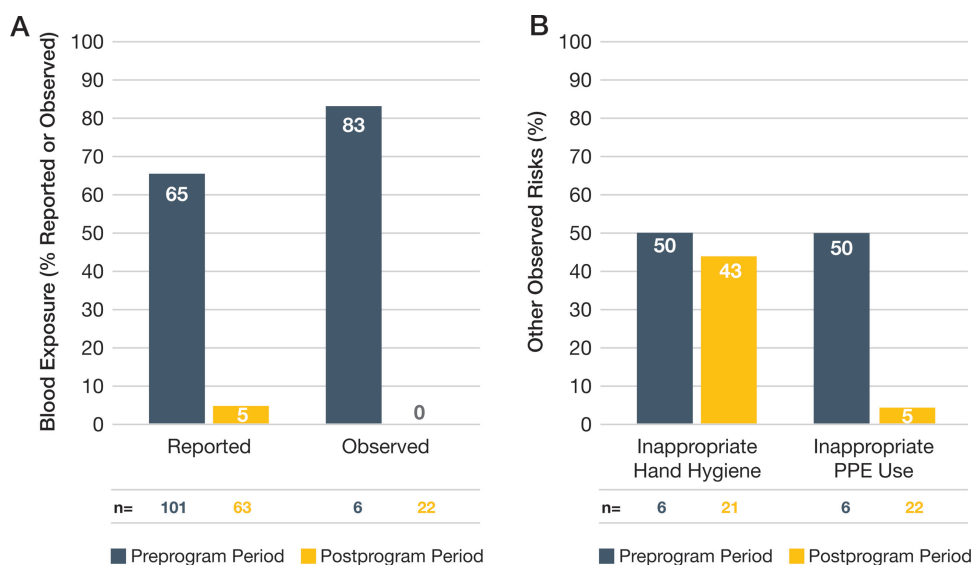 A
Blood Exposure (% Reported or Observed)
100
90
80
70
60
50
40
30
20
10
0
65
5
83
0
Reported
Observed
n= 101 63 6 22
Preprogram Period Postprogram Period
B
Other Observed Risks (%)
100
90
80
70
60
50
40
30
20
10
0
50
43
50
5
Inappropriate
Hand Hygiene
Inappropriate
PPE Use
n= 6 21 6 22
Preprogram Period Postprogram Period